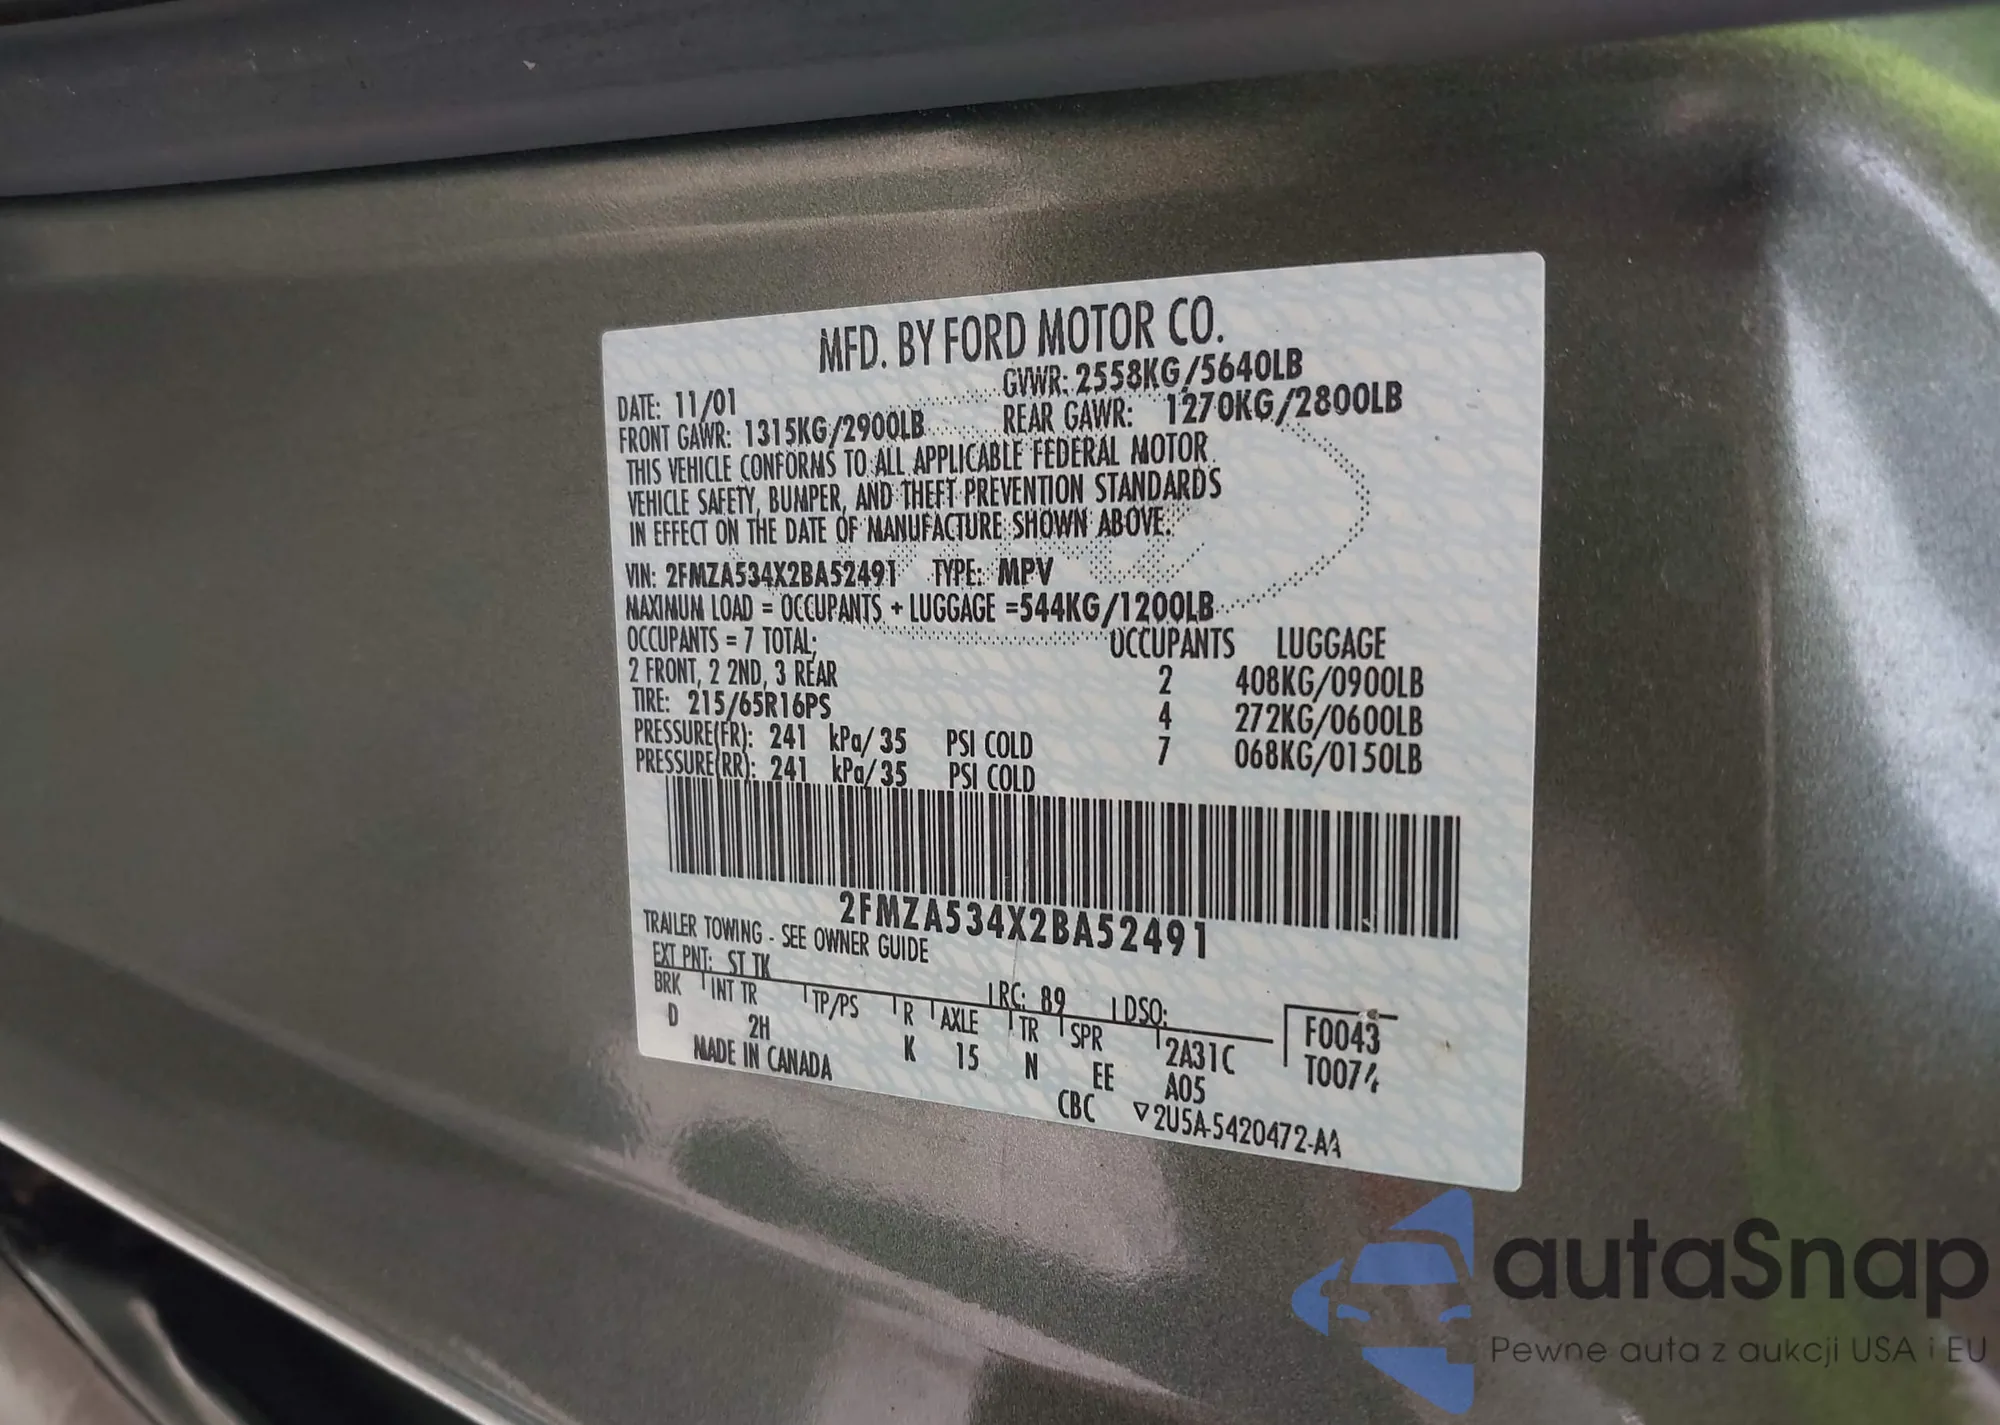 MFD. BY FORD MOTOR CO.
DATE: 11/01 GVWR: 2558KG/5640LB
FRONT GAWR: 1315KG/2900LB REAR GAWR: 1270KG/2800LB
THIS VEHICLE CONFORMS TO ALL APPLICABLE FEDERAL MOTOR
VEHICLE SAFETY, BUMPER, AND THEFT PREVENTION STANDARDS
IN EFFECT ON THE DATE OF MANUFACTURE SHOWN ABOVE.
VIN: 2FMZA534X2BA52491 TYPE: MPV
MAXIMUM LOAD = OCCUPANTS + LUGGAGE =544KG/1200LB
OCCUPANTS = 7 TOTAL; OCCUPANTS LUGGAGE
2 FRONT, 2 2ND, 3 REAR 2 408KG/0900LB
TIRE: 215/65R16PS 4 272KG/0600LB
PRESSURE(FR): 241 kPa/ 35 PSI COLD 7 068KG/0150LB
PRESSURE(RR): 241 kPa/ 35 PSI COLD
2FMZA534X2BA52491
TRAILER TOWING - SEE OWNER GUIDE
EXT PNT: ST TK RC: 89 DSO:
BRK INT TR TP/PS R AXLE TR SPR 2A31C F0043
D 2H K 15 N EE A05 T0074
MADE IN CANADA CBC ▽2U5A-5420472-AA
autaSnap
Pewne auta z aukcji USA i EU